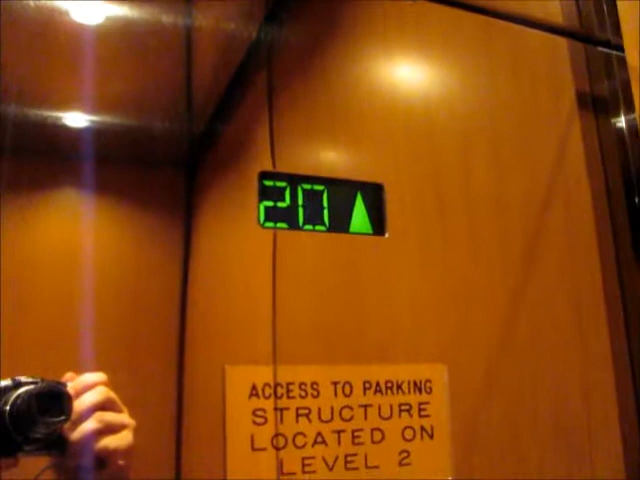 20
ACCESS TO PARKING
STRUCTURE
LOCATED ON
LEVEL 2